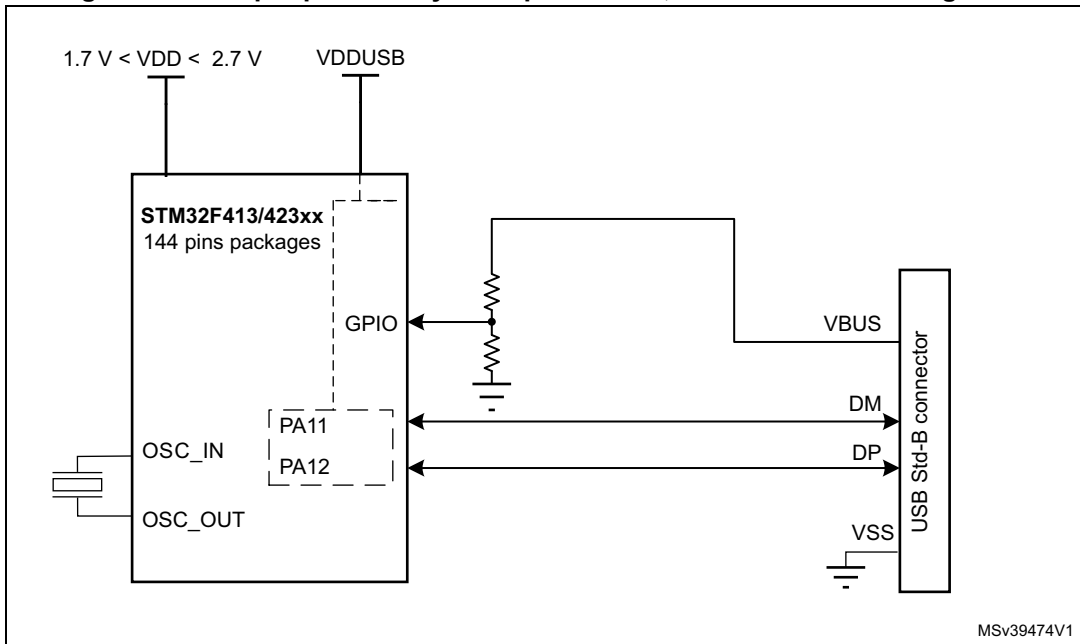 1.7 V < VDD < 2.7 V
VDDUSB
STM32F413/423xx
144 pins packages
GPIO
VBUS
PA11
DM
OSC_IN
PA12
DP
OSC_OUT
VSS
USB Std-B connector
MSv39474V1